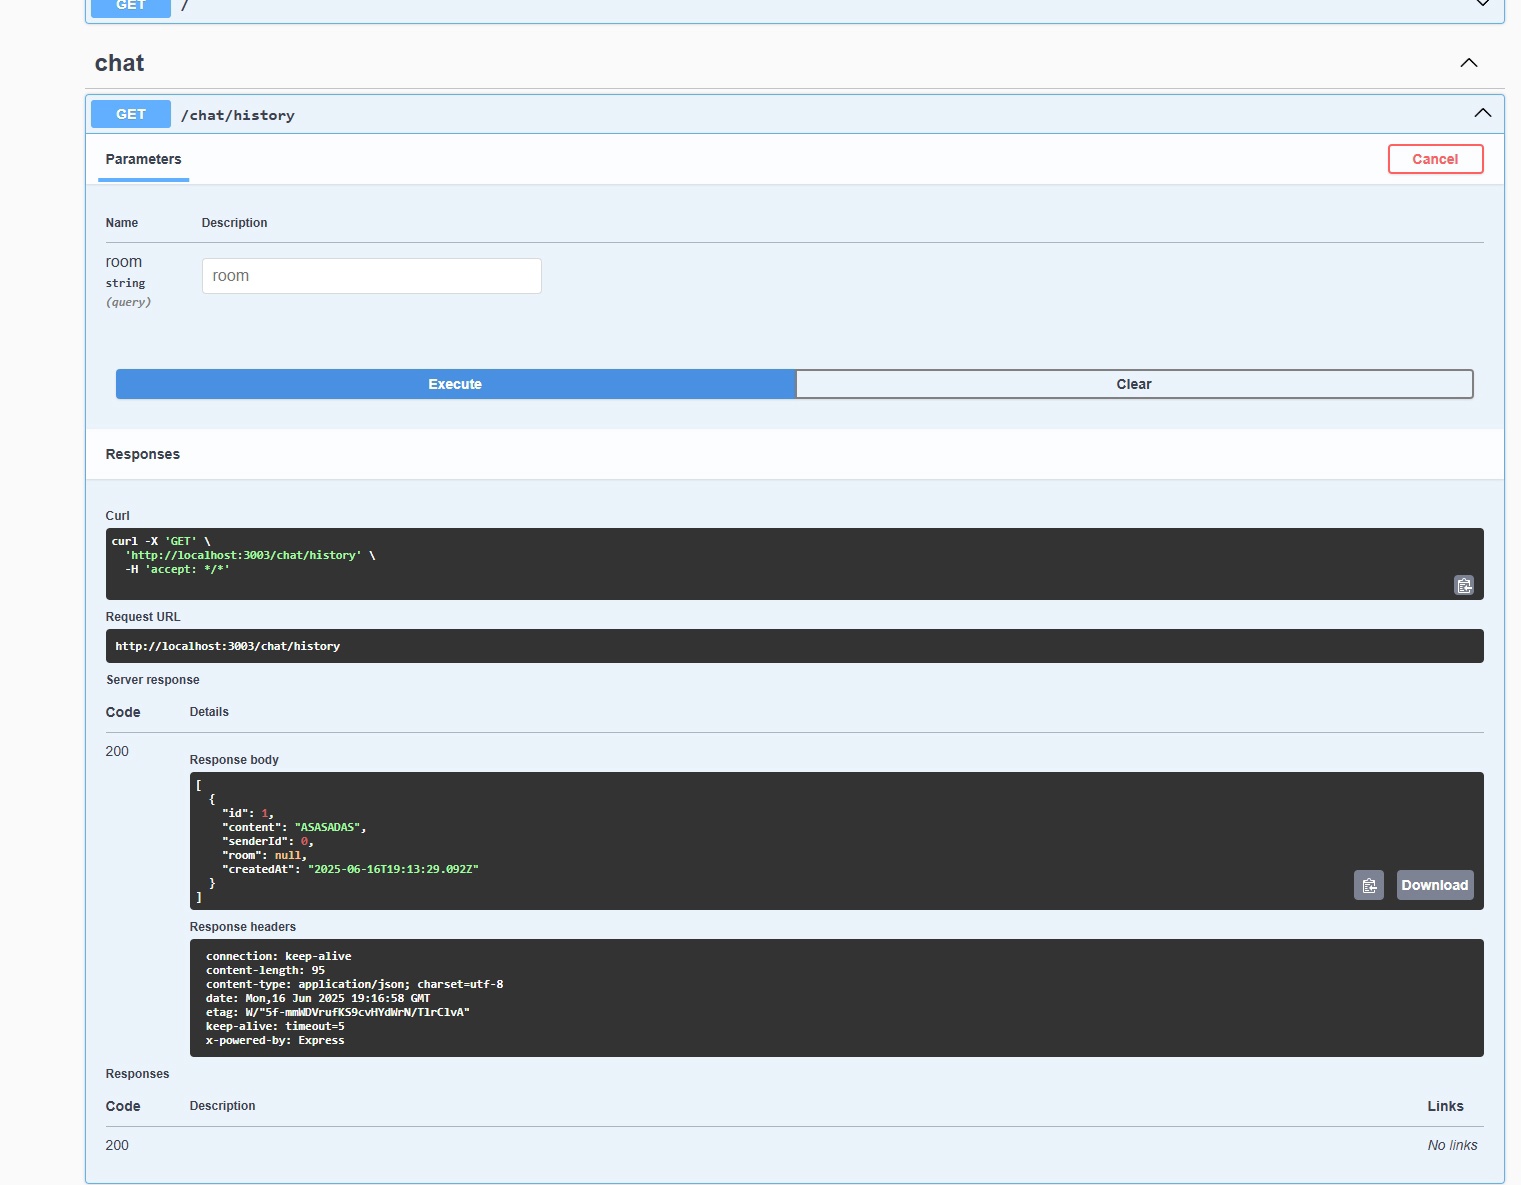 GET /
chat
GET /chat/history
Parameters Cancel
Name Description
room
string
(query)
room
Execute Clear
Responses
Curl
curl -X 'GET' \
'http://localhost:3003/chat/history' \
-H 'accept: */*'
Request URL
http://localhost:3003/chat/history
Server response
Code Details
200
Response body
[
{
"id": 1,
"content": "ASASADAS",
"senderId": 0,
"room": null,
"createdAt": "2025-06-16T19:13:29.092Z"
}
]
Download
Response headers
connection: keep-alive
content-length: 95
content-type: application/json; charset=utf-8
date: Mon,16 Jun 2025 19:16:58 GMT
etag: W/"5f-mmWDVrufKS9cvHYdWrN/TlrClvA"
keep-alive: timeout=5
x-powered-by: Express
Responses
Code Description Links
200 No links